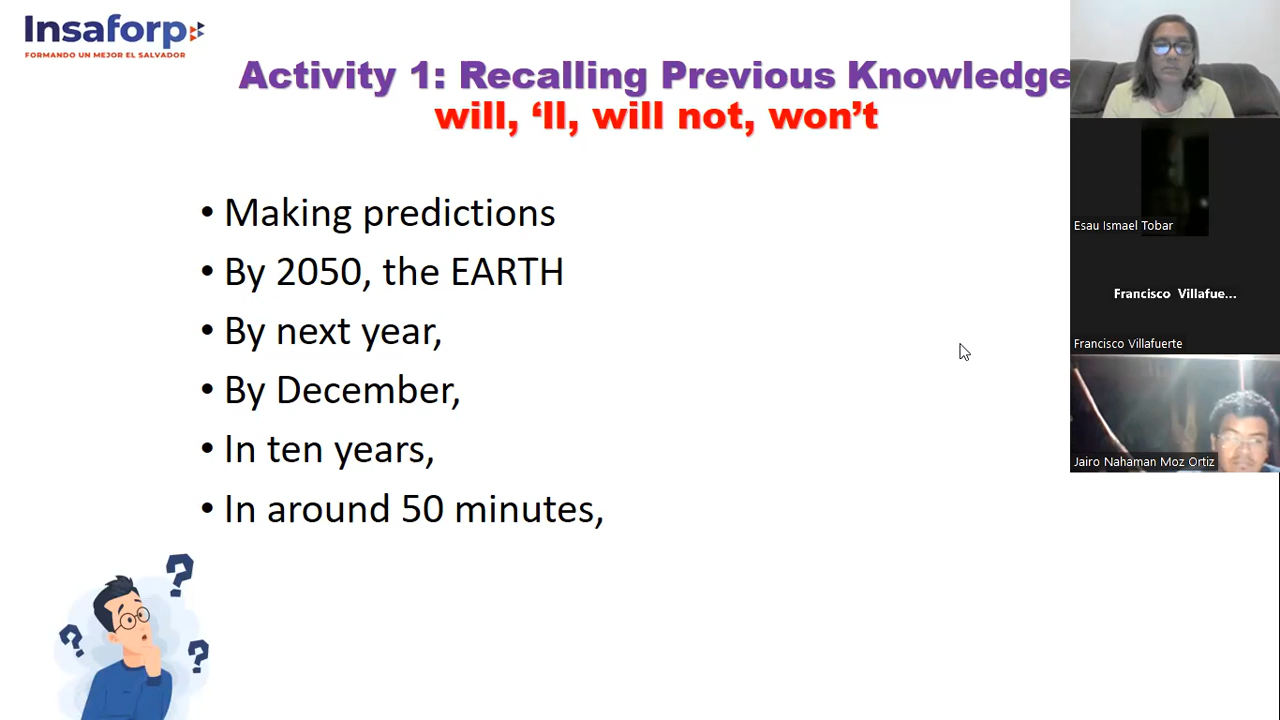 Insaforp
FORMANDO UN MEJOR EL SALVADOR
Activity 1: Recalling Previous Knowledge
will, ‘ll, will not, won’t
• Making predictions
• By 2050, the EARTH
• By next year,
• By December,
• In ten years,
• In around 50 minutes,
? ? ?
Esau Ismael Tobar
Francisco Villafue...
Francisco Villafuerte
Jairo Nahaman Moz Ortiz